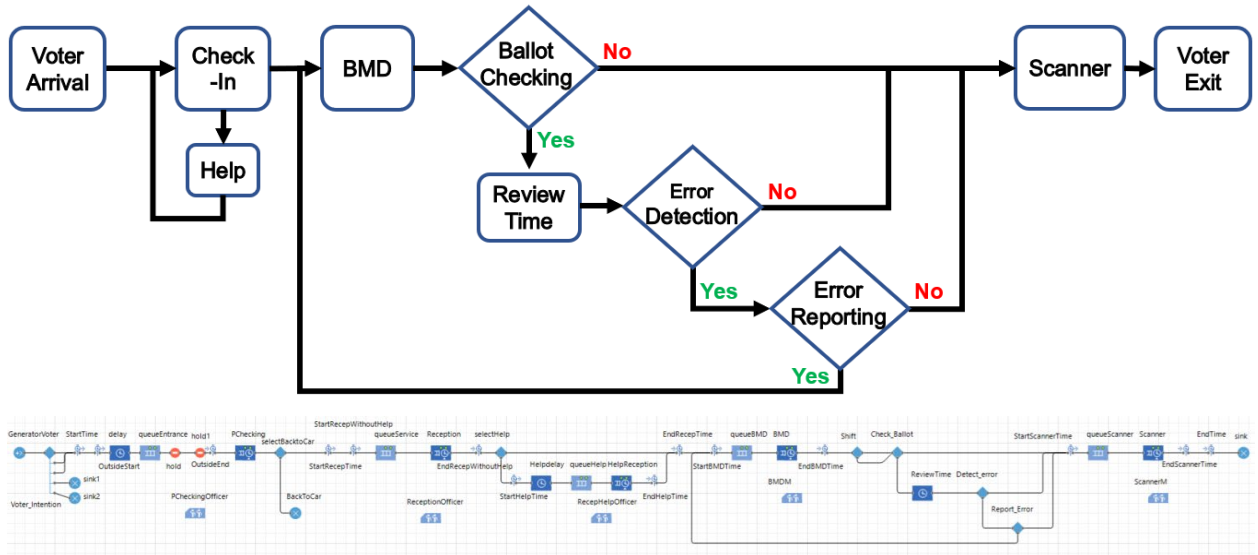 Voter
Arrival
Check
-In
Help
BMD
Ballot
Checking
No
Yes
Review
Time
Error
Detection
No
Yes
Error
Reporting
No
Yes
Scanner
Voter
Exit
GeneratorVoter
StartTime
delay
queueEntrance
hold1
PChecking
selectBacktoCar
StartRecepWithoutHelp
queueService
Reception
selectHelp
EndRecepTime
queueBMD
BMD
Shift
Check_Ballot
StartScannerTime
queueScanner
Scanner
EndTime
sink
OutsideStart
hold
OutsideEnd
StartRecepTime
EndRecepWithoutHelp
Helpdelay
queueHelp
HelpReception
StartBMDTime
EndBMDTime
ReviewTime
Detect_error
EndScannerTime
sink1
sink2
Voter_Intention
PCheckingOfficer
BackToCar
ReceptionOfficer
StartHelpTime
RecepHelpOfficer
EndHelpTime
BMDM
Report_Error
ScannerM